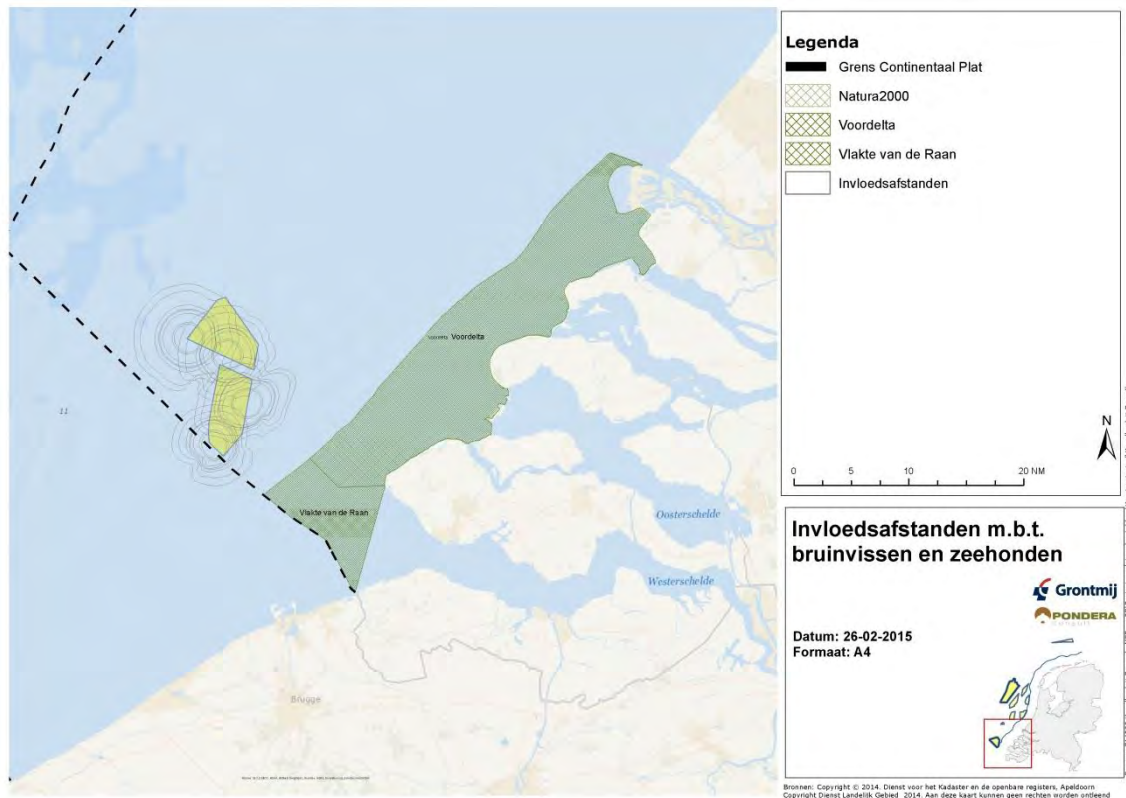 Legenda
Grens Continentaal Plat
Natura2000
Voordelta
Vlakte van de Raan
Invloedsafstanden
N
0 5 10 20 NM
Voordelta
11
Vlakte van de Raan
Oosterschelde
Westerschelde
Brugge
Invloedsafstanden m.b.t.
bruinvissen en zeehonden
Grontmij
PONDERA
Datum: 26-02-2015
Formaat: A4
Bronnen: Copyright © 2014. Dienst voor het Kadaster en de openbare registers, Apeldoorn
Copyright Dienst Landelijk Gebied 2014. Aan deze kaart kunnen geen rechten worden ontleend